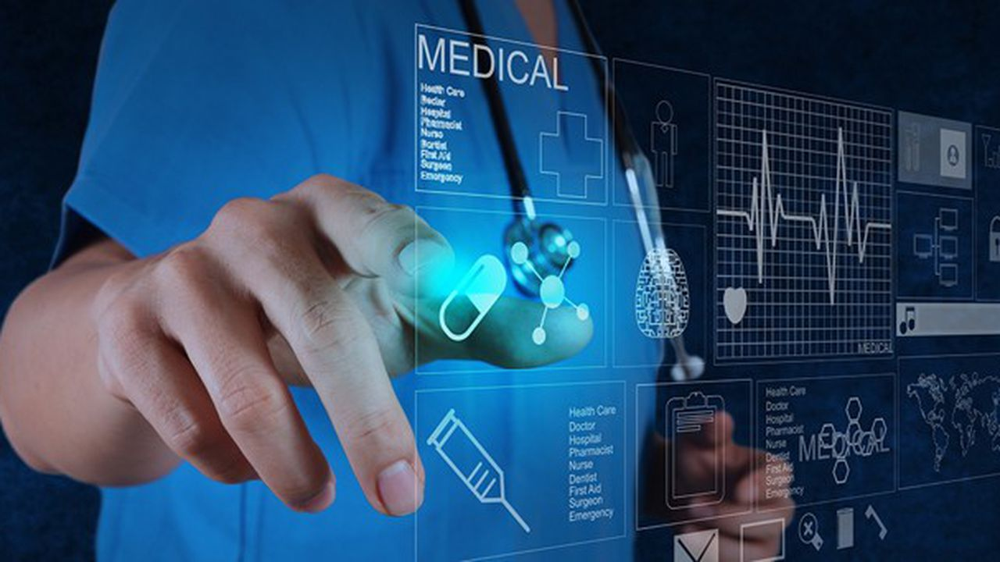 MEDICAL
Health Care
Doctor
Hospital
Pharmacist
Nurse
Dentist
First Aid
Surgeon
Emergency
MEDICAL
Health Care
Doctor
Hospital
Pharmacist
Nurse
Dentist
First Aid
Surgeon
Emergency
Health Care
Doctor
Hospital
Pharmacist
Nurse
Dentist
First Aid
Surgeon
Emergency
MEDICAL